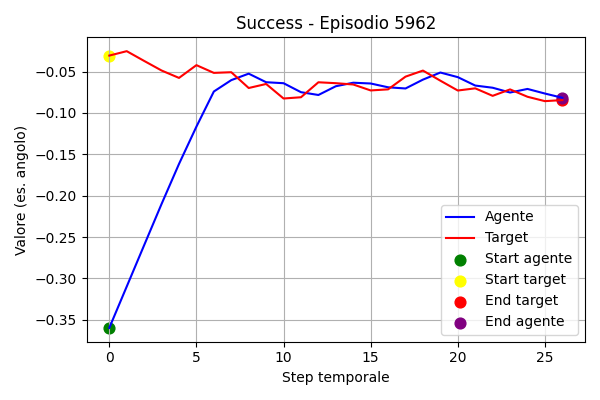 Success - Episodio 5962
Valore (es. angolo)
−0.05
−0.10
−0.15
−0.20
−0.25
−0.30
−0.35
Agente
Target
Start agente
Start target
End target
End agente
0
5
10
15
20
25
Step temporale